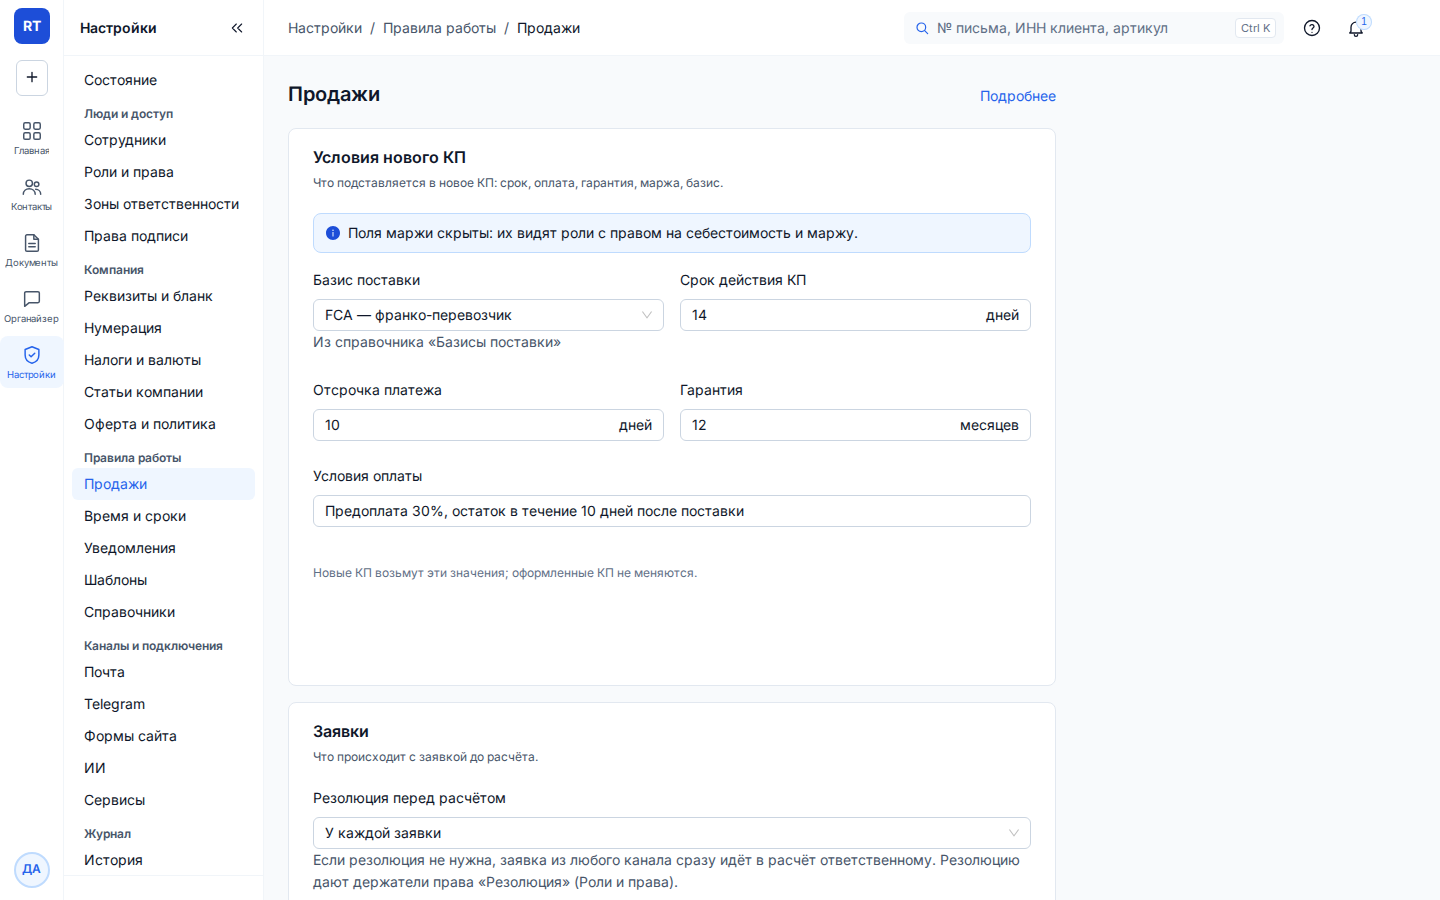 RT
Главная
Контакты
Документы
Органайзер
Настройки
ДА
Настройки
Состояние
Люди и доступ
Сотрудники
Роли и права
Зоны ответственности
Права подписи
Компания
Реквизиты и бланк
Нумерация
Налоги и валюты
Статьи компании
Оферта и политика
Правила работы
Продажи
Время и сроки
Уведомления
Шаблоны
Справочники
Каналы и подключения
Почта
Telegram
Формы сайта
ИИ
Сервисы
Журнал
История
Настройки / Правила работы / Продажи
№ письма, ИНН клиента, артикул Ctrl K
1
Продажи
Подробнее
Условия нового КП
Что подставляется в новое КП: срок, оплата, гарантия, маржа, базис.
Поля маржи скрыты: их видят роли с правом на себестоимость и маржу.
Базис поставки
FCA — франко-перевозчик
Из справочника «Базисы поставки»
Срок действия КП
14 дней
Отсрочка платежа
10 дней
Гарантия
12 месяцев
Условия оплаты
Предоплата 30%, остаток в течение 10 дней после поставки
Новые КП возьмут эти значения; оформленные КП не меняются.
Заявки
Что происходит с заявкой до расчёта.
Резолюция перед расчётом
У каждой заявки
Если резолюция не нужна, заявка из любого канала сразу идёт в расчёт ответственному. Резолюцию
дают держатели права «Резолюция» (Роли и права).